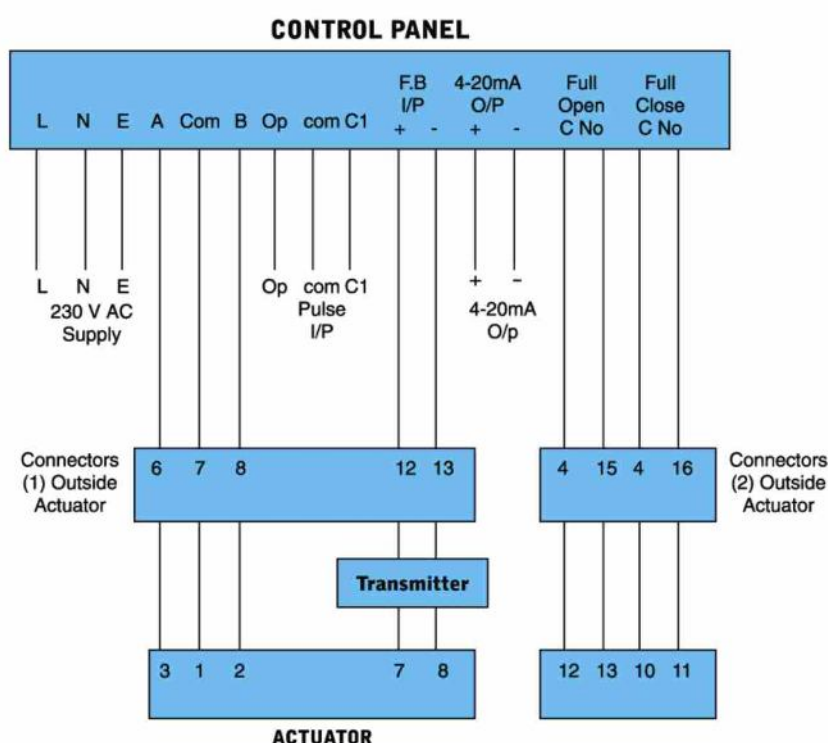 CONTROL PANEL
F.B 4-20mA Full Full
I/P O/P Open Close
L N E A Com B Op com C1 + - + - C No C No
L N E Op com C1 + -
230 V AC Pulse 4-20mA
Supply I/P O/p
Connectors
(1) Outside
Actuator
6 7 8 12 13
4 15 4 16
Connectors
(2) Outside
Actuator
Transmitter
3 1 2 7 8
12 13 10 11
ACTUATOR